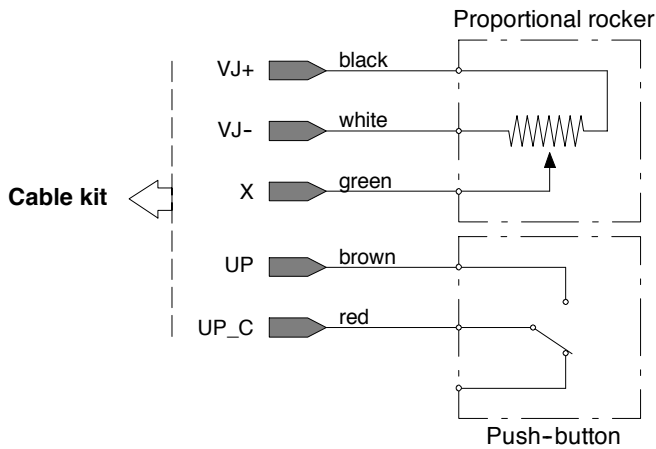 Proportional rocker
VJ+ black
VJ- white
Cable kit
X green
UP brown
UP_C red
Push-button